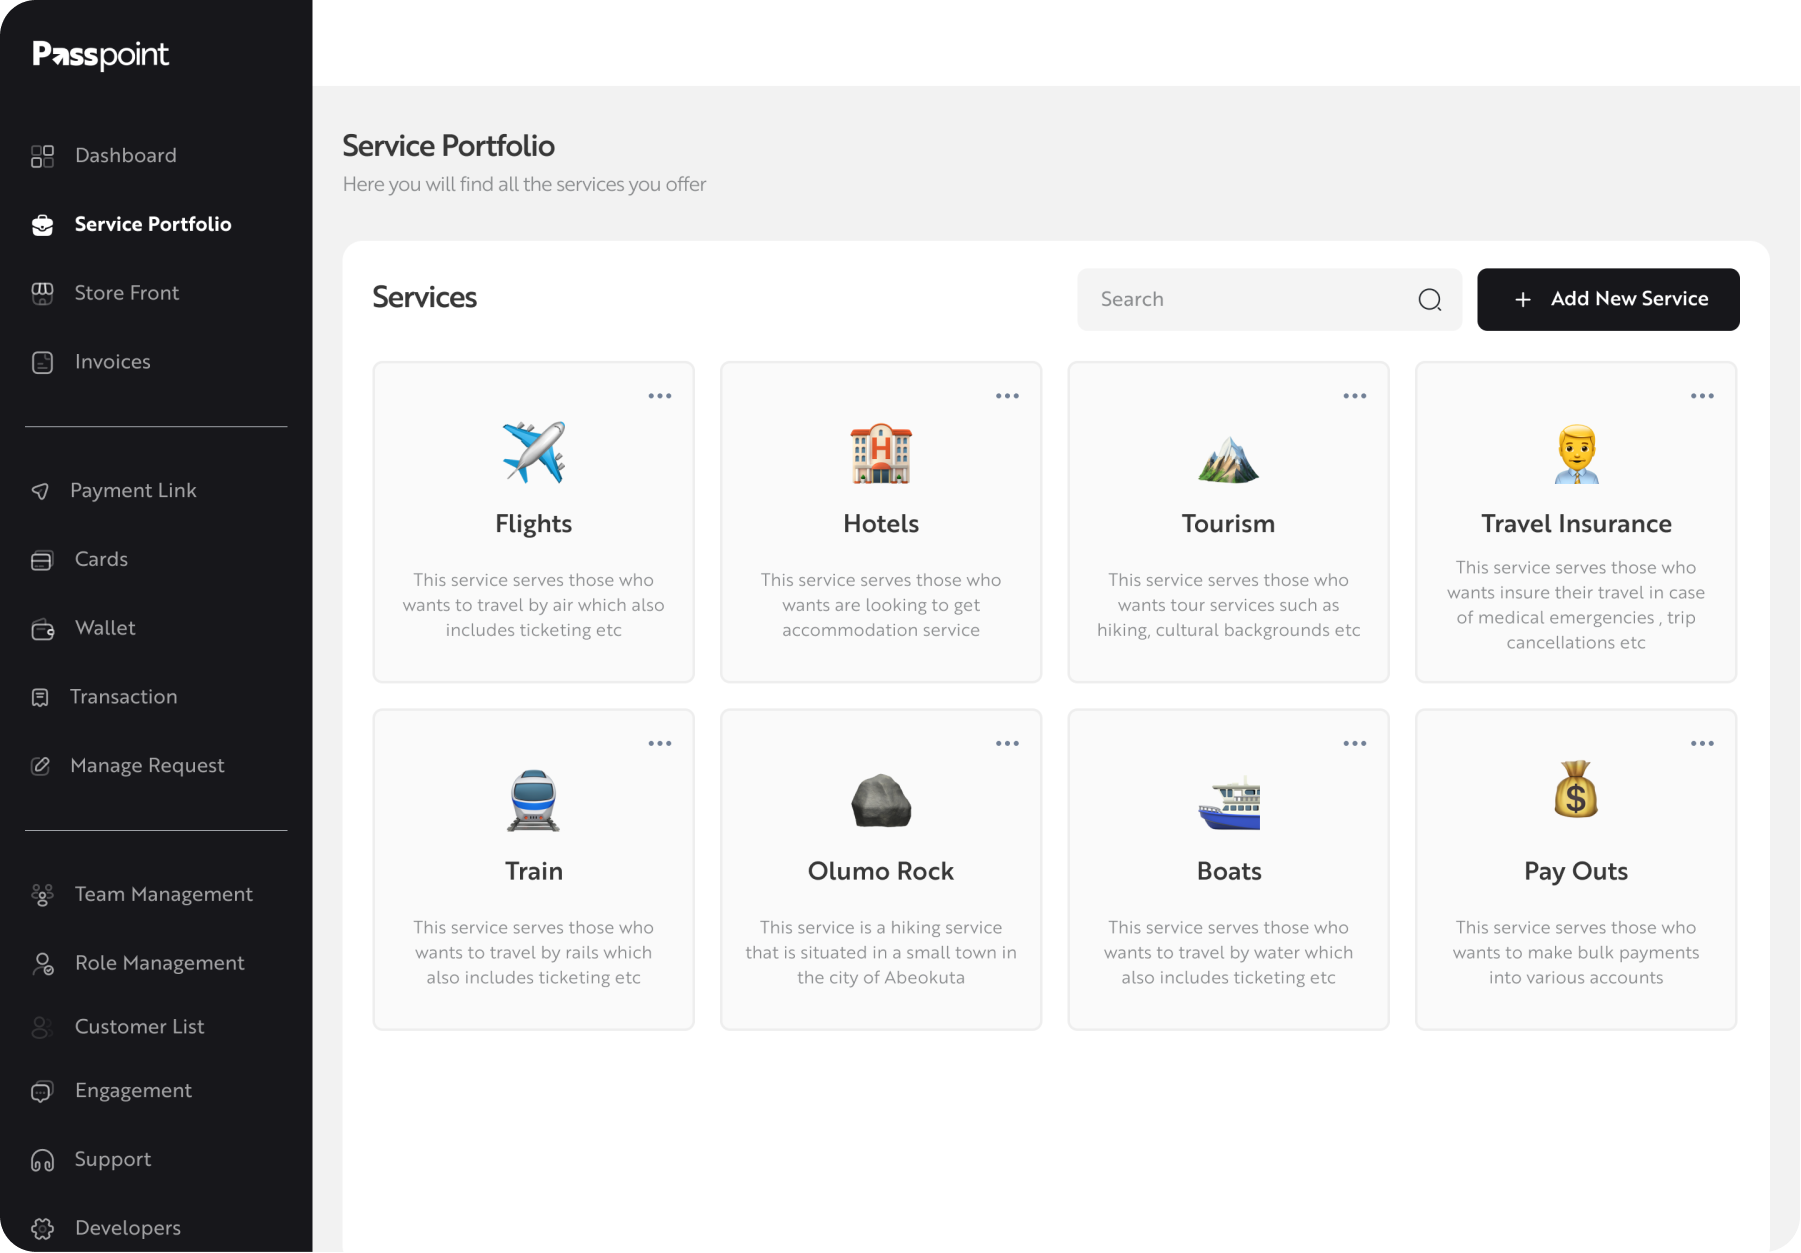 Passpoint
Dashboard
Service Portfolio
Store Front
Invoices
Payment Link
Cards
Wallet
Transaction
Manage Request
Team Management
Role Management
Customer List
Engagement
Support
Developers
Service Portfolio
Here you will find all the services you offer
Services
Search
+ Add New Service
Flights
This service serves those who
wants to travel by air which also
includes ticketing etc
H
Hotels
This service serves those who
wants are looking to get
accommodation service
Tourism
This service serves those who
wants tour services such as
hiking, cultural backgrounds etc
Travel Insurance
This service serves those who
wants insure their travel in case
of medical emergencies , trip
cancellations etc
Train
This service serves those who
wants to travel by rails which
also includes ticketing etc
Olumo Rock
This service is a hiking service
that is situated in a small town in
the city of Abeokuta
Boats
This service serves those who
wants to travel by water which
also includes ticketing etc
$
Pay Outs
This service serves those who
wants to make bulk payments
into various accounts